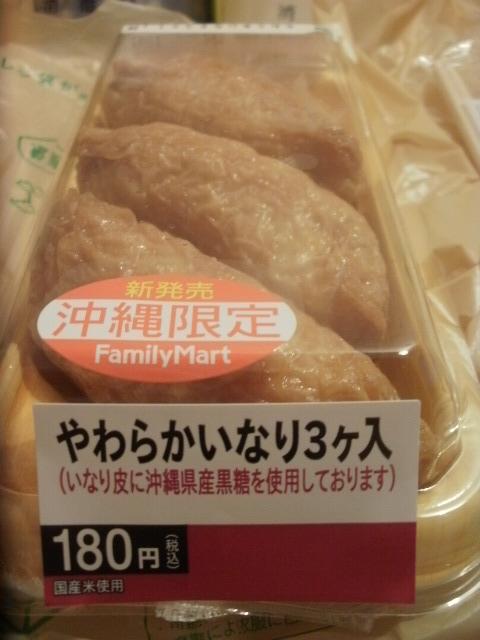 新発売
沖縄限定
FamilyMart
やわらかいなり3ヶ入
(いなり皮に沖縄県産黒糖を使用しております)
180円(税込)
国産米使用